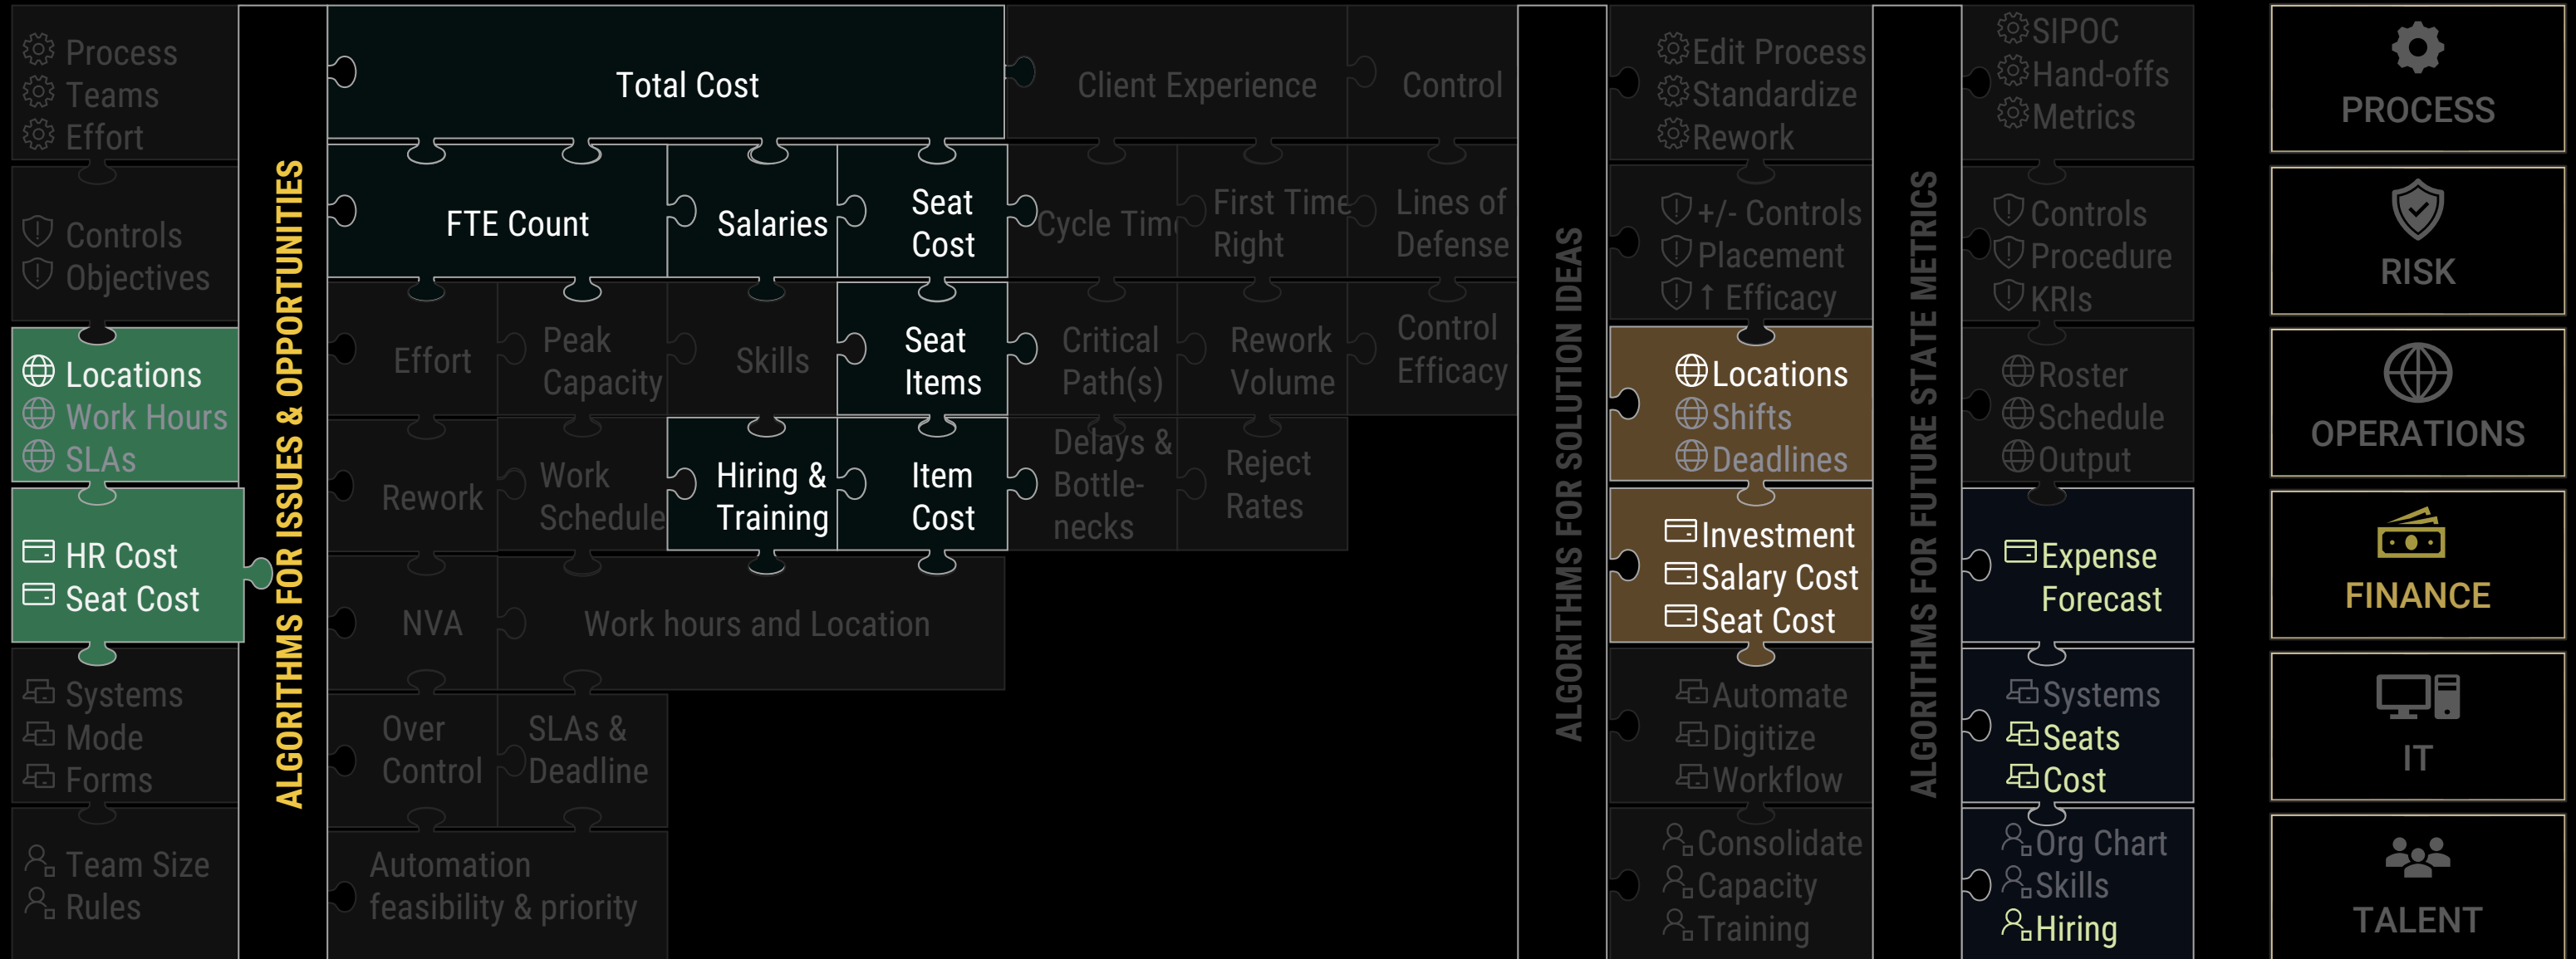 Process
Teams
Effort
Controls
Objectives
Locations
Work Hours
SLAs
HR Cost
Seat Cost
Systems
Mode
Forms
Team Size
Rules
ALGORITHMS FOR ISSUES & OPPORTUNITIES
Total Cost
Client Experience
Control
FTE Count
Salaries
Seat
Cost
Cycle Tim
First Time
Right
Lines of
Defense
Effort
Peak
Capacity
Skills
Seat
Items
Critical
Path(s)
Rework
Volume
Control
Efficacy
Rework
Work
Schedule
Hiring &
Training
Item
Cost
Delays &
Bottle-
necks
Reject
Rates
NVA
Work hours and Location
Over
Control
SLAs &
Deadline
Automation
feasibility & priority
ALGORITHMS FOR SOLUTION IDEAS
Edit Process
Standardize
Rework
+/- Controls
Placement
↑ Efficacy
Locations
Shifts
Deadlines
Investment
Salary Cost
Seat Cost
Automate
Digitize
Workflow
Consolidate
Capacity
Training
ALGORITHMS FOR FUTURE STATE METRICS
SIPOC
Hand-offs
Metrics
Controls
Procedure
KRIs
Roster
Schedule
Output
Expense
Forecast
Systems
Seats
Cost
Org Chart
Skills
Hiring
PROCESS
RISK
OPERATIONS
FINANCE
IT
TALENT